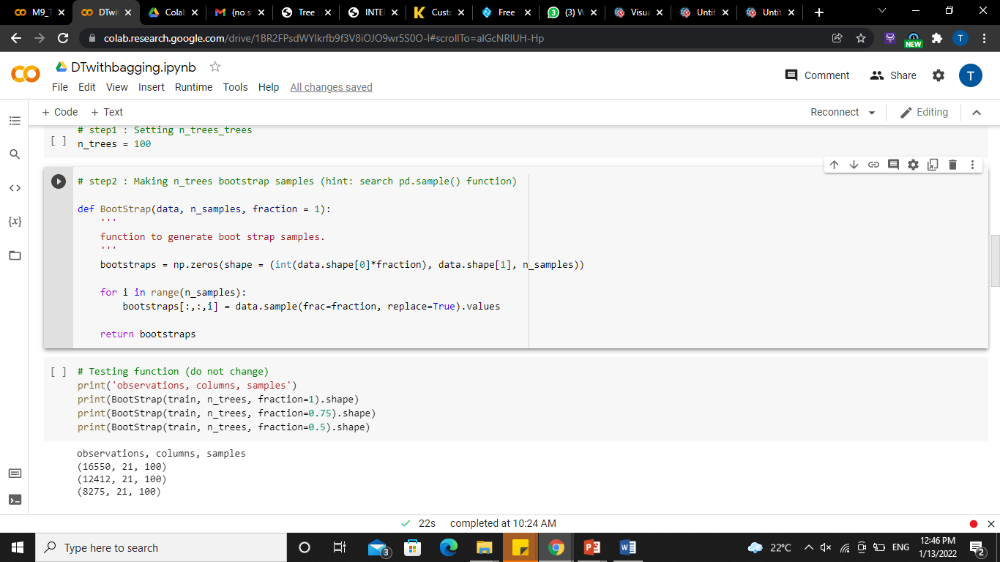 M9_
DTwi
Colal
M (no s
Tree
INTE
Custo
Free
(3) W
Visua
Untit
Untit
colab.research.google.com/drive/1BR2FPsdWYIkrfb9f3V8iOJO9wr5S0O-I#scrollTo=aIGcNRIUH-Hp
NEW
T
CO
DTwithbagging.ipynb
File Edit View Insert Runtime Tools Help All changes saved
Comment
Share
T
+ Code + Text
Reconnect
Editing
# step1 : Setting n_trees_trees
[ ] n_trees = 100
# step2 : Making n_trees bootstrap samples (hint: search pd.sample() function)
def BootStrap(data, n_samples, fraction = 1):
'''
function to generate boot strap samples.
'''
bootstraps = np.zeros(shape = (int(data.shape[0]*fraction), data.shape[1], n_samples))
for i in range(n_samples):
bootstraps[:,:,i] = data.sample(frac=fraction, replace=True).values
return bootstraps
[ ] # Testing function (do not change)
print('observations, columns, samples')
print(BootStrap(train, n_trees, fraction=1).shape)
print(BootStrap(train, n_trees, fraction=0.75).shape)
print(BootStrap(train, n_trees, fraction=0.5).shape)
observations, columns, samples
(16550, 21, 100)
(12412, 21, 100)
(8275, 21, 100)
22s completed at 10:24 AM
Type here to search
3
22°C
ENG
12:46 PM
1/13/2022
2